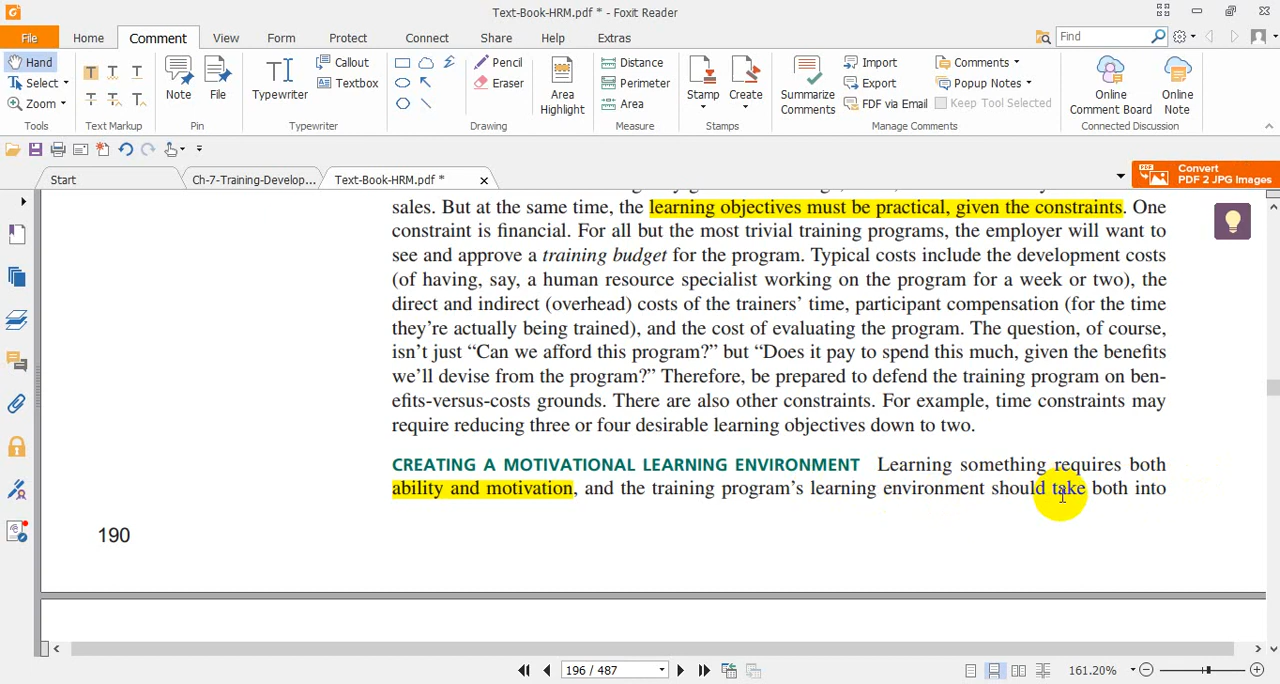 Text-Book-HRM.pdf * - Foxit Reader
File Home Comment View Form Protect Connect Share Help Extras Find
Hand
Select
Zoom
Tools
Text Markup
Note
File
Pin
Typewriter
Callout
Textbox
Typewriter
Pencil
Eraser
Drawing
Area
Highlight
Distance
Perimeter
Area
Measure
Stamp
Create
Stamps
Summarize
Comments
Import
Export
FDF via Email
Comments
Popup Notes
Keep Tool Selected
Manage Comments
Online
Comment Board
Online
Note
Connected Discussion
Start
Ch-7-Training-Develop...
Text-Book-HRM.pdf *
Convert
PDF 2 JPG Images
sales. But at the same time, the learning objectives must be practical, given the constraints. One
constraint is financial. For all but the most trivial training programs, the employer will want to
see and approve a training budget for the program. Typical costs include the development costs
(of having, say, a human resource specialist working on the program for a week or two), the
direct and indirect (overhead) costs of the trainers’ time, participant compensation (for the time
they’re actually being trained), and the cost of evaluating the program. The question, of course,
isn’t just “Can we afford this program?” but “Does it pay to spend this much, given the benefits
we’ll devise from the program?” Therefore, be prepared to defend the training program on ben-
efits-versus-costs grounds. There are also other constraints. For example, time constraints may
require reducing three or four desirable learning objectives down to two.
CREATING A MOTIVATIONAL LEARNING ENVIRONMENT Learning something requires both
ability and motivation, and the training program’s learning environment should take both into
190
196 / 487
161.20%